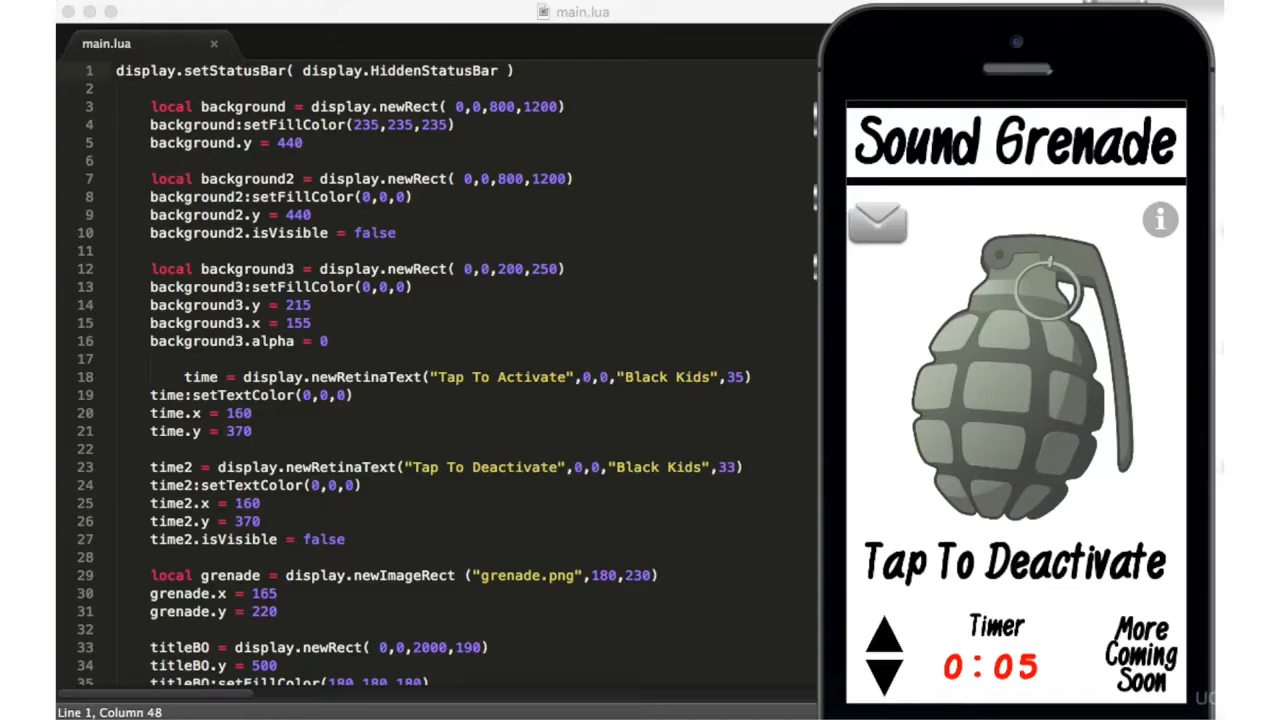 main.lua
main.lua
1 display.setStatusBar( display.HiddenStatusBar )
2
3 local background = display.newRect( 0,0,800,1200)
4 background:setFillColor(235,235,235)
5 background.y = 440
6
7 local background2 = display.newRect( 0,0,800,1200)
8 background2:setFillColor(0,0,0)
9 background2.y = 440
10 background2.isVisible = false
11
12 local background3 = display.newRect( 0,0,200,250)
13 background3:setFillColor(0,0,0)
14 background3.y = 215
15 background3.x = 155
16 background3.alpha = 0
17
18 time = display.newRetinaText("Tap To Activate",0,0,"Black Kids",35)
19 time:setTextColor(0,0,0)
20 time.x = 160
21 time.y = 370
22
23 time2 = display.newRetinaText("Tap To Deactivate",0,0,"Black Kids",33)
24 time2:setTextColor(0,0,0)
25 time2.x = 160
26 time2.y = 370
27 time2.isVisible = false
28
29 local grenade = display.newImageRect ("grenade.png",180,230)
30 grenade.x = 165
31 grenade.y = 220
32
33 titleBO = display.newRect( 0,0,2000,190)
34 titleBO.y = 500
35 titleBO:setFillColor(180,180,180)
Line 1, Column 48
Sound Grenade
i
Tap To Deactivate
Timer
0:05
More
Coming
Soon